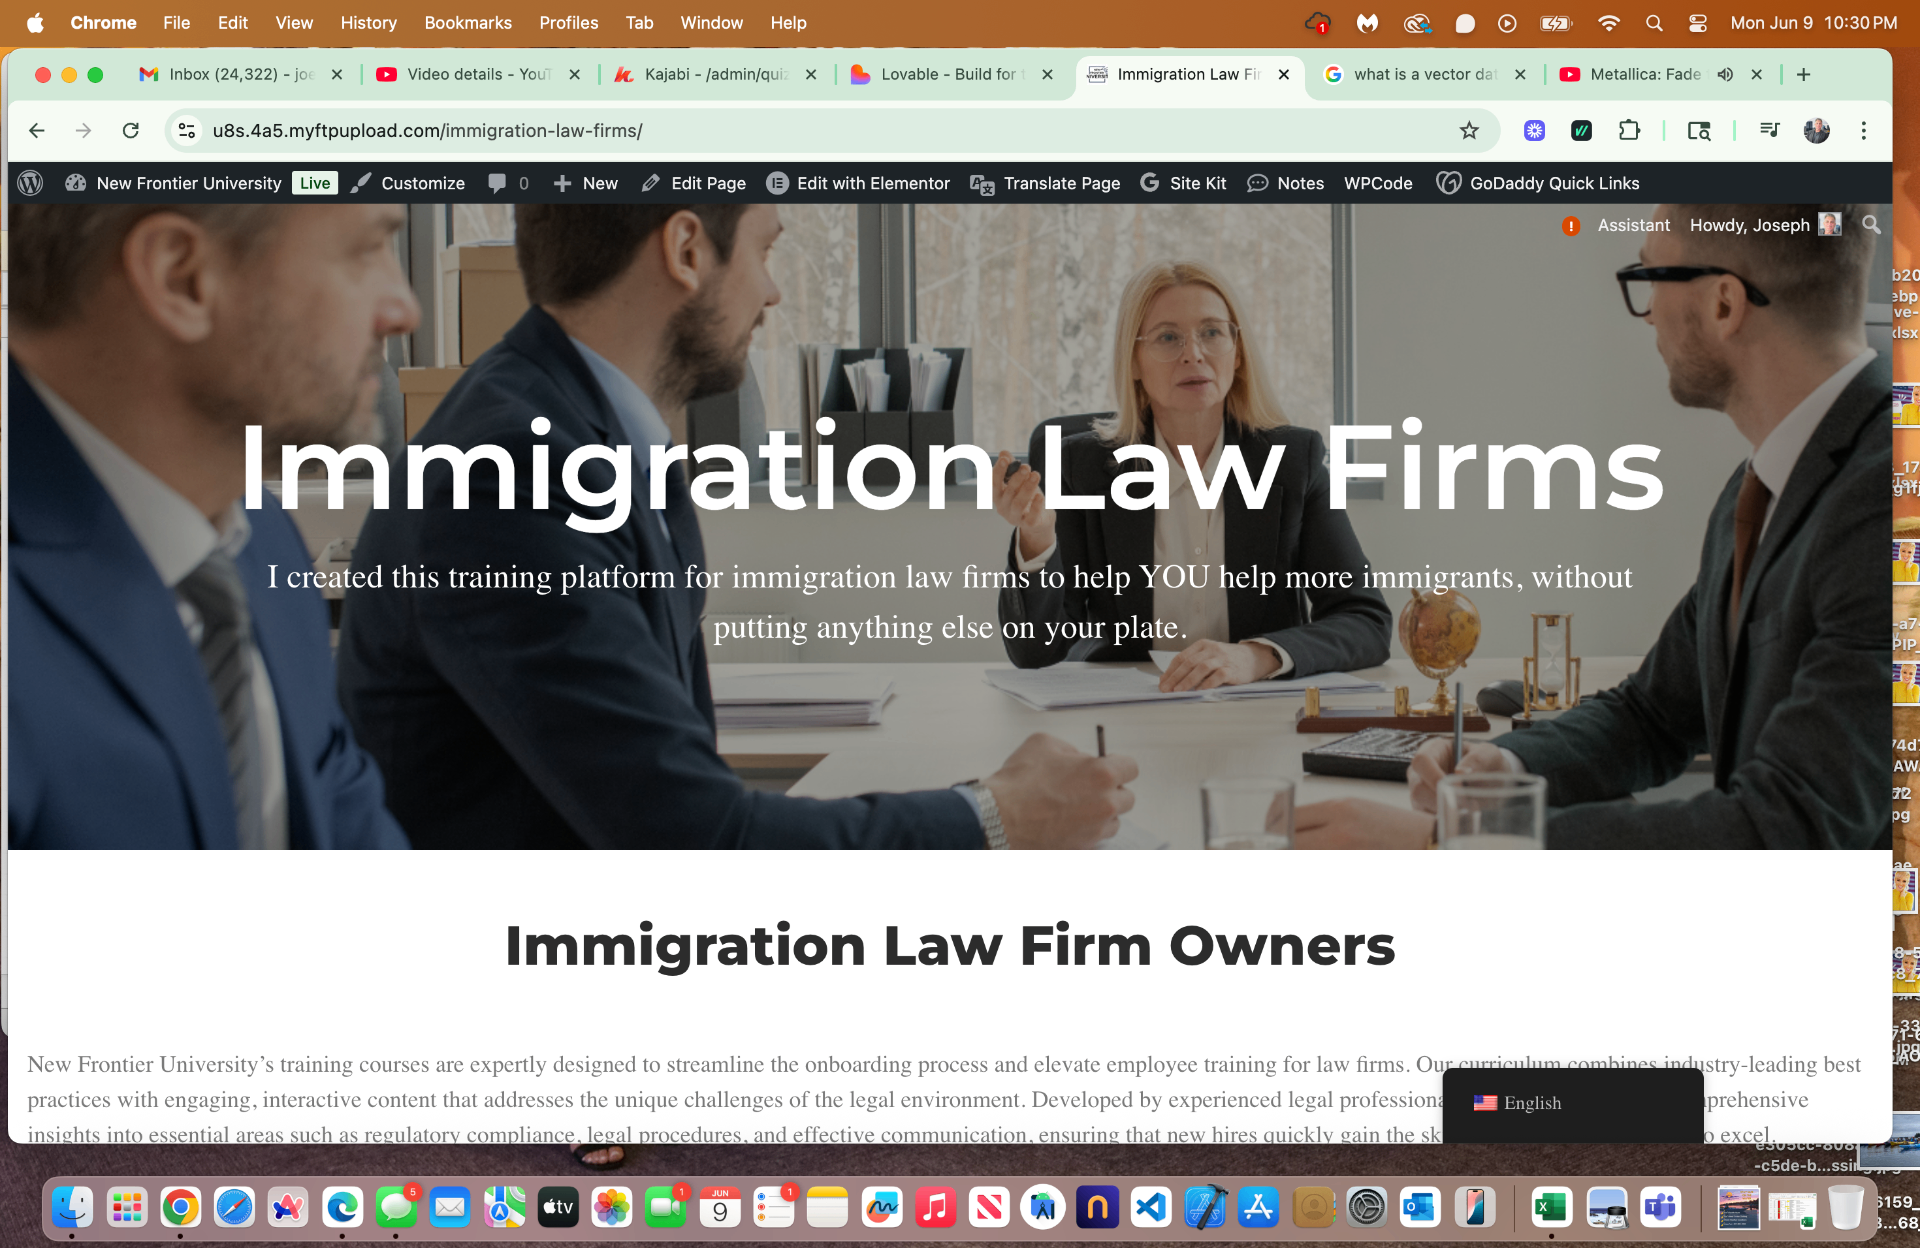 Chrome File Edit View History Bookmarks Profiles Tab Window Help
1
Mon Jun 9 10:30 PM
Inbox (24,322) - joe
Video details - YouT
Kajabi - /admin/quiz
Lovable - Build for t
Immigration Law Fir
what is a vector dat
Metallica: Fade
u8s.4a5.myftpupload.com/immigration-law-firms/
New Frontier University Live Customize 0 New Edit Page Edit with Elementor Translate Page Site Kit Notes WPCode GoDaddy Quick Links
Assistant Howdy, Joseph
Immigration Law Firms
I created this training platform for immigration law firms to help YOU help more immigrants, without
putting anything else on your plate.
Immigration Law Firm Owners
New Frontier University’s training courses are expertly designed to streamline the onboarding process and elevate employee training for law firms. Our curriculum combines industry-leading best
practices with engaging, interactive content that addresses the unique challenges of the legal environment. Developed by experienced legal professiona
insights into essential areas such as regulatory compliance, legal procedures, and effective communication, ensuring that new hires quickly gain the sk
o excel.
English
-c5de-b...ssing.jpg
5
1
JUN
9
1
tv